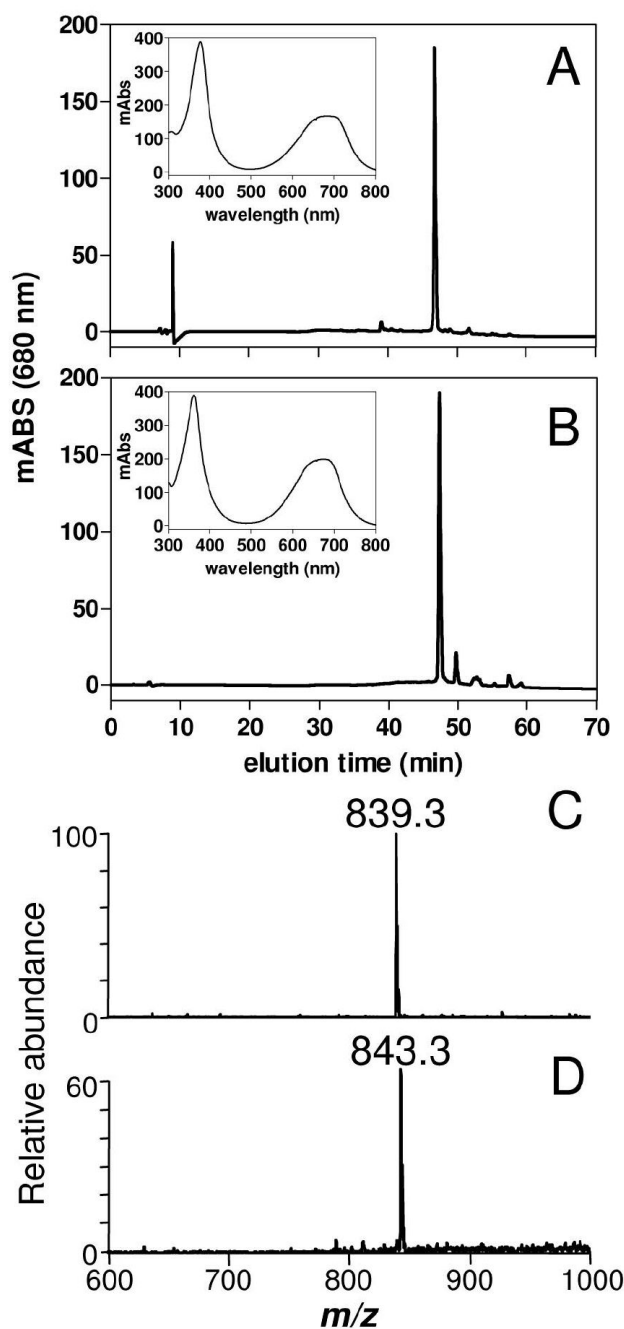 A
mABS (680 nm)
200
150
100
50
0
mAbs
400
300
200
100
0
300 400 500 600 700 800
wavelength (nm)
B
200
150
100
50
0
mAbs
400
300
200
100
0
300 400 500 600 700 800
wavelength (nm)
0 10 20 30 40 50 60 70
elution time (min)
C
839.3
Relative abundance
100
0
D
843.3
60
0
600 700 800 900 1000
m/z